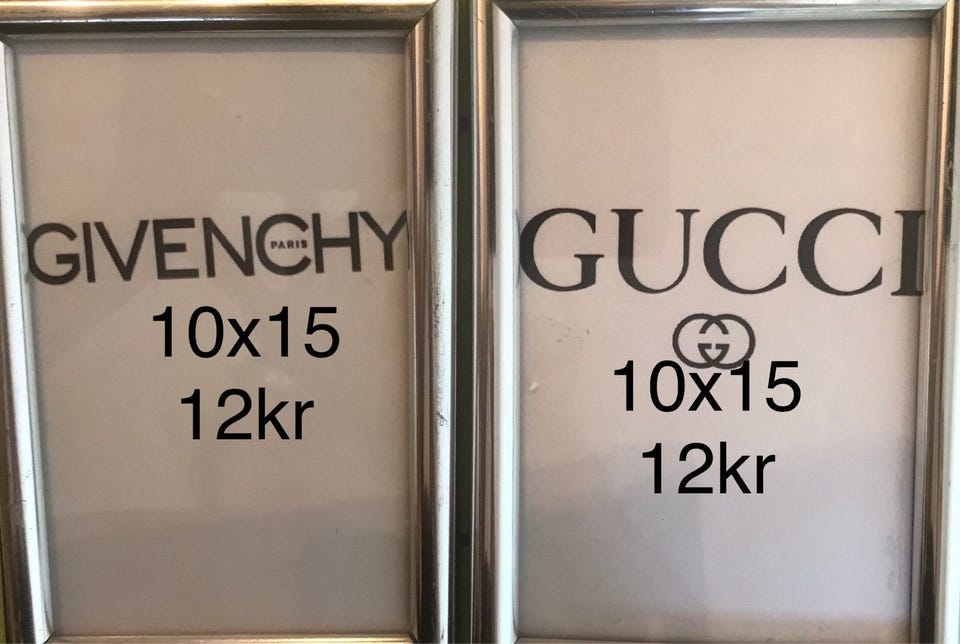 GIVENCHY
PARIS
10x15
12kr
GUCCI
10x15
12kr